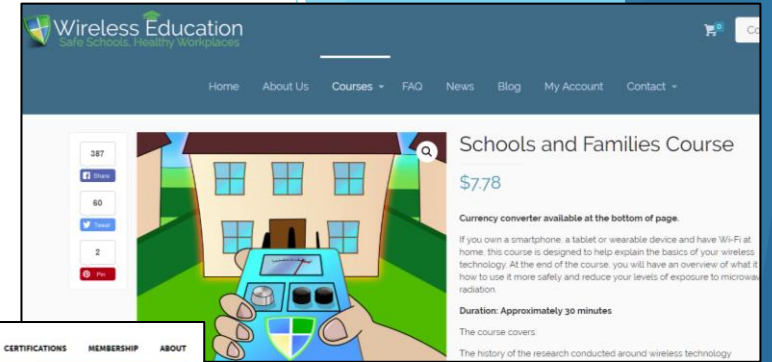 Wireless Education
Safe Schools, Healthy Workplaces
0
Home About Us Courses FAQ News Blog My Account Contact
387
Share
60
Tweet
2
Pin
Schools and Families Course
$7.78
Currency converter available at the bottom of page.
If you own a smartphone, a tablet or wearable device and have Wi-Fi at
home, this course is designed to help explain the basics of your wireless
technology. At the end of the course, you will have an overview of what it
how to use it more safely and reduce your levels of exposure to
radiation.
Duration: Approximately 30 minutes
The course covers:
The history of the research conducted around wireless technology
CERTIFICATIONS MEMBERSHIP ABOUT